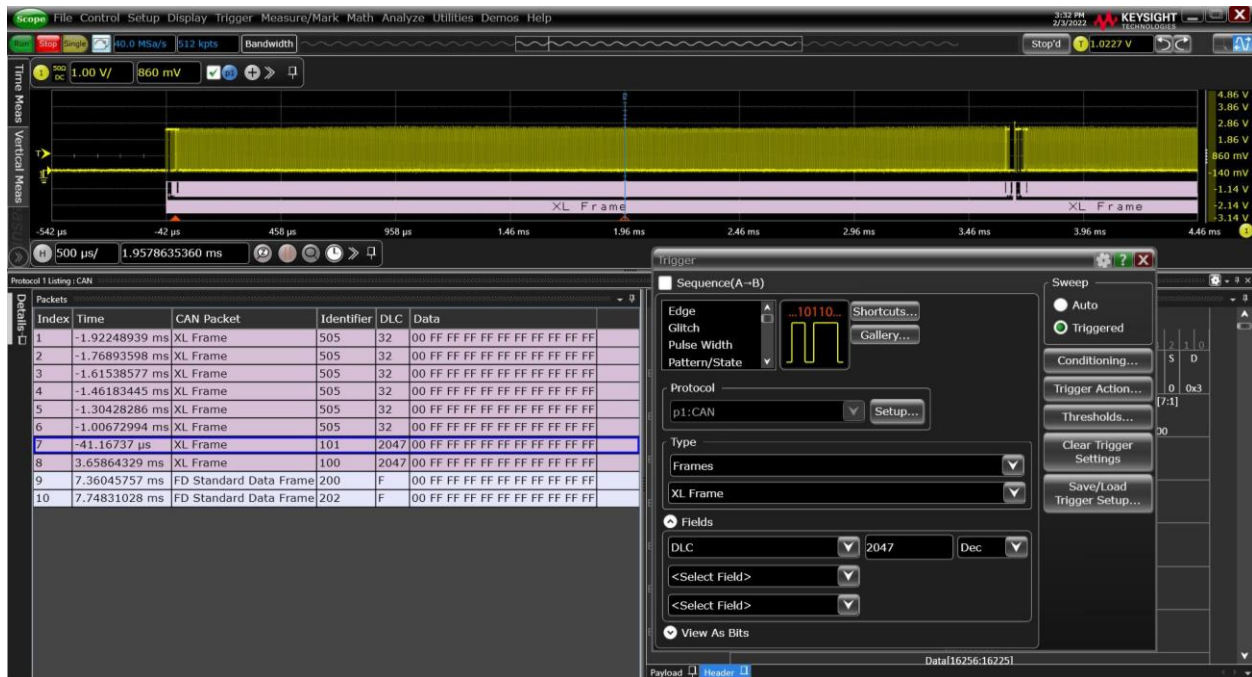 Scope File Control Setup Display Trigger Measure/Mark Math Analyze Utilities Demos Help
3:32 PM
2/3/2022
KEYSIGHT
TECHNOLOGIES
Run Stop Single 40.0 MSa/s 512 kpts Bandwidth Stop'd T 1.0227 V
Time Meas
Vertical Meas
1 50Ω DC 1.00 V/ 860 mV p1
4.86 V
3.86 V
2.86 V
1.86 V
860 mV
-140 mV
-1.14 V
-2.14 V
-3.14 V
T
XL Frame XL Frame
-542 µs -42 µs 458 µs 958 µs 1.46 ms 1.96 ms 2.46 ms 2.96 ms 3.46 ms 3.96 ms 4.46 ms 1
H 500 µs/ 1.9578635360 ms
Protocol 1 Listing : CAN
Details
Packets
Index Time CAN Packet Identifier DLC Data
1 -1.92248939 ms XL Frame 505 32 00 FF FF FF FF FF FF FF FF FF
2 -1.76893598 ms XL Frame 505 32 00 FF FF FF FF FF FF FF FF FF
3 -1.61538577 ms XL Frame 505 32 00 FF FF FF FF FF FF FF FF FF
4 -1.46183445 ms XL Frame 505 32 00 FF FF FF FF FF FF FF FF FF
5 -1.30428286 ms XL Frame 505 32 00 FF FF FF FF FF FF FF FF FF
6 -1.00672994 ms XL Frame 505 32 00 FF FF FF FF FF FF FF FF FF
7 -41.16737 µs XL Frame 101 2047 00 FF FF FF FF FF FF FF FF FF
8 3.65864329 ms XL Frame 100 2047 00 FF FF FF FF FF FF FF FF FF
9 7.36045757 ms FD Standard Data Frame 200 F 00 FF FF FF FF FF FF FF FF FF
10 7.74831028 ms FD Standard Data Frame 202 F 00 FF FF FF FF FF FF FF FF FF
Trigger
Sequence(A→B)
Edge
Glitch
Pulse Width
Pattern/State
...10110...
Shortcuts...
Gallery...
Protocol
p1:CAN Setup...
Type
Frames
XL Frame
Fields
DLC 2047 Dec
<Select Field>
<Select Field>
View As Bits
Sweep
Auto
Triggered
Conditioning...
Trigger Action...
Thresholds...
Clear Trigger
Settings
Save/Load
Trigger Setup...
2 1 0
S D
0 0x3
[7:1]
00
Data[16256:16225]
Payload Header